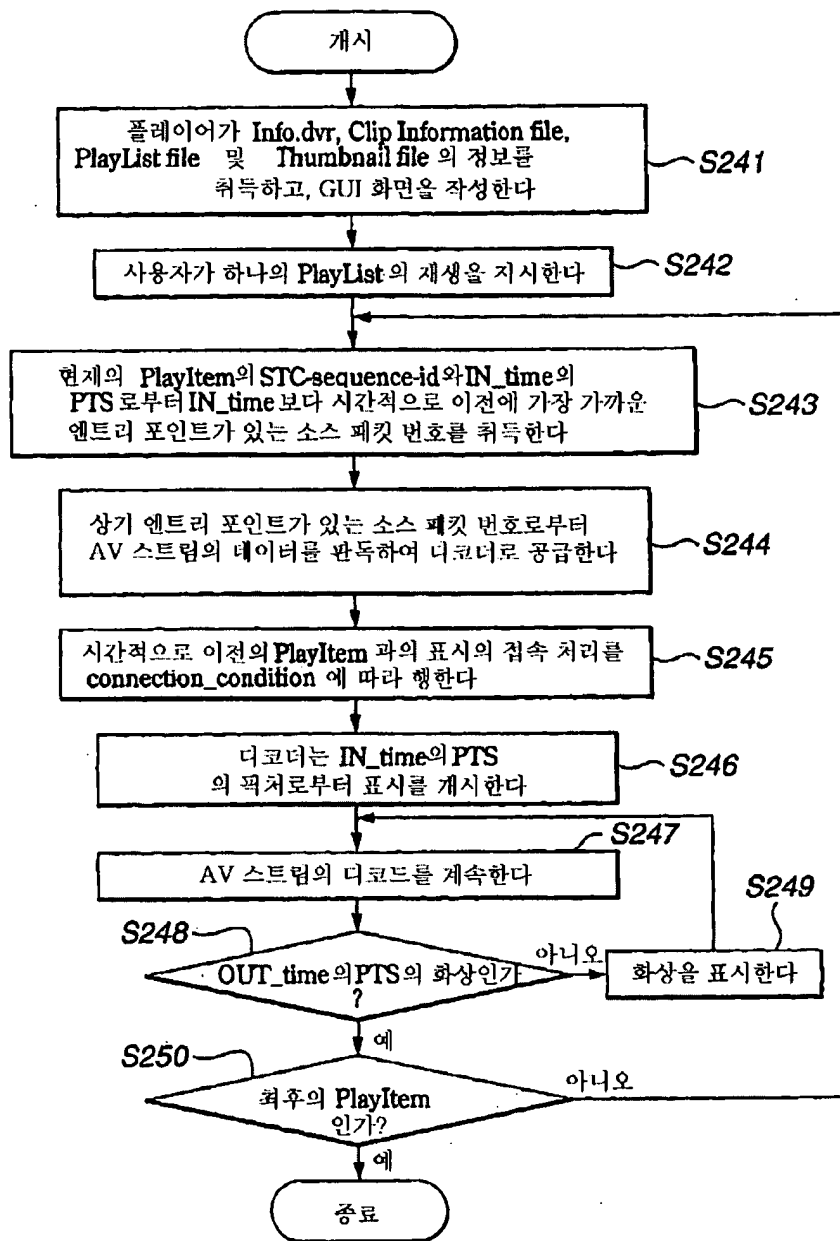 개시
플레이어가 Info.dvr, Clip Information file,
PlayList file 및 Thumbnail file 의 정보를
취득하고, GUI 화면을 작성한다
S241
사용자가 하나의 PlayList의 재생을 지시한다
S242
현재의 PlayItem의 STC-sequence-id와 IN_time의
PTS로부터 IN_time보다 시간적으로 이전에 가장 가까운
엔트리 포인트가 있는 소스 패킷 번호를 취득한다
S243
상기 엔트리 포인트가 있는 소스 패킷 번호로부터
AV 스트림의 데이터를 판독하여 디코더로 공급한다
S244
시간적으로 이전의 PlayItem 과의 표시의 접속 처리를
connection_condition 에 따라 행한다
S245
디코더는 IN_time의 PTS
의 픽처로부터 표시를 개시한다
S246
S247
AV 스트림의 디코드를 계속한다
S248
OUT_time의 PTS의 화상인가
?
아니오
S249
화상을 표시한다
예
S250
최후의 PlayItem
인가?
아니오
예
종료